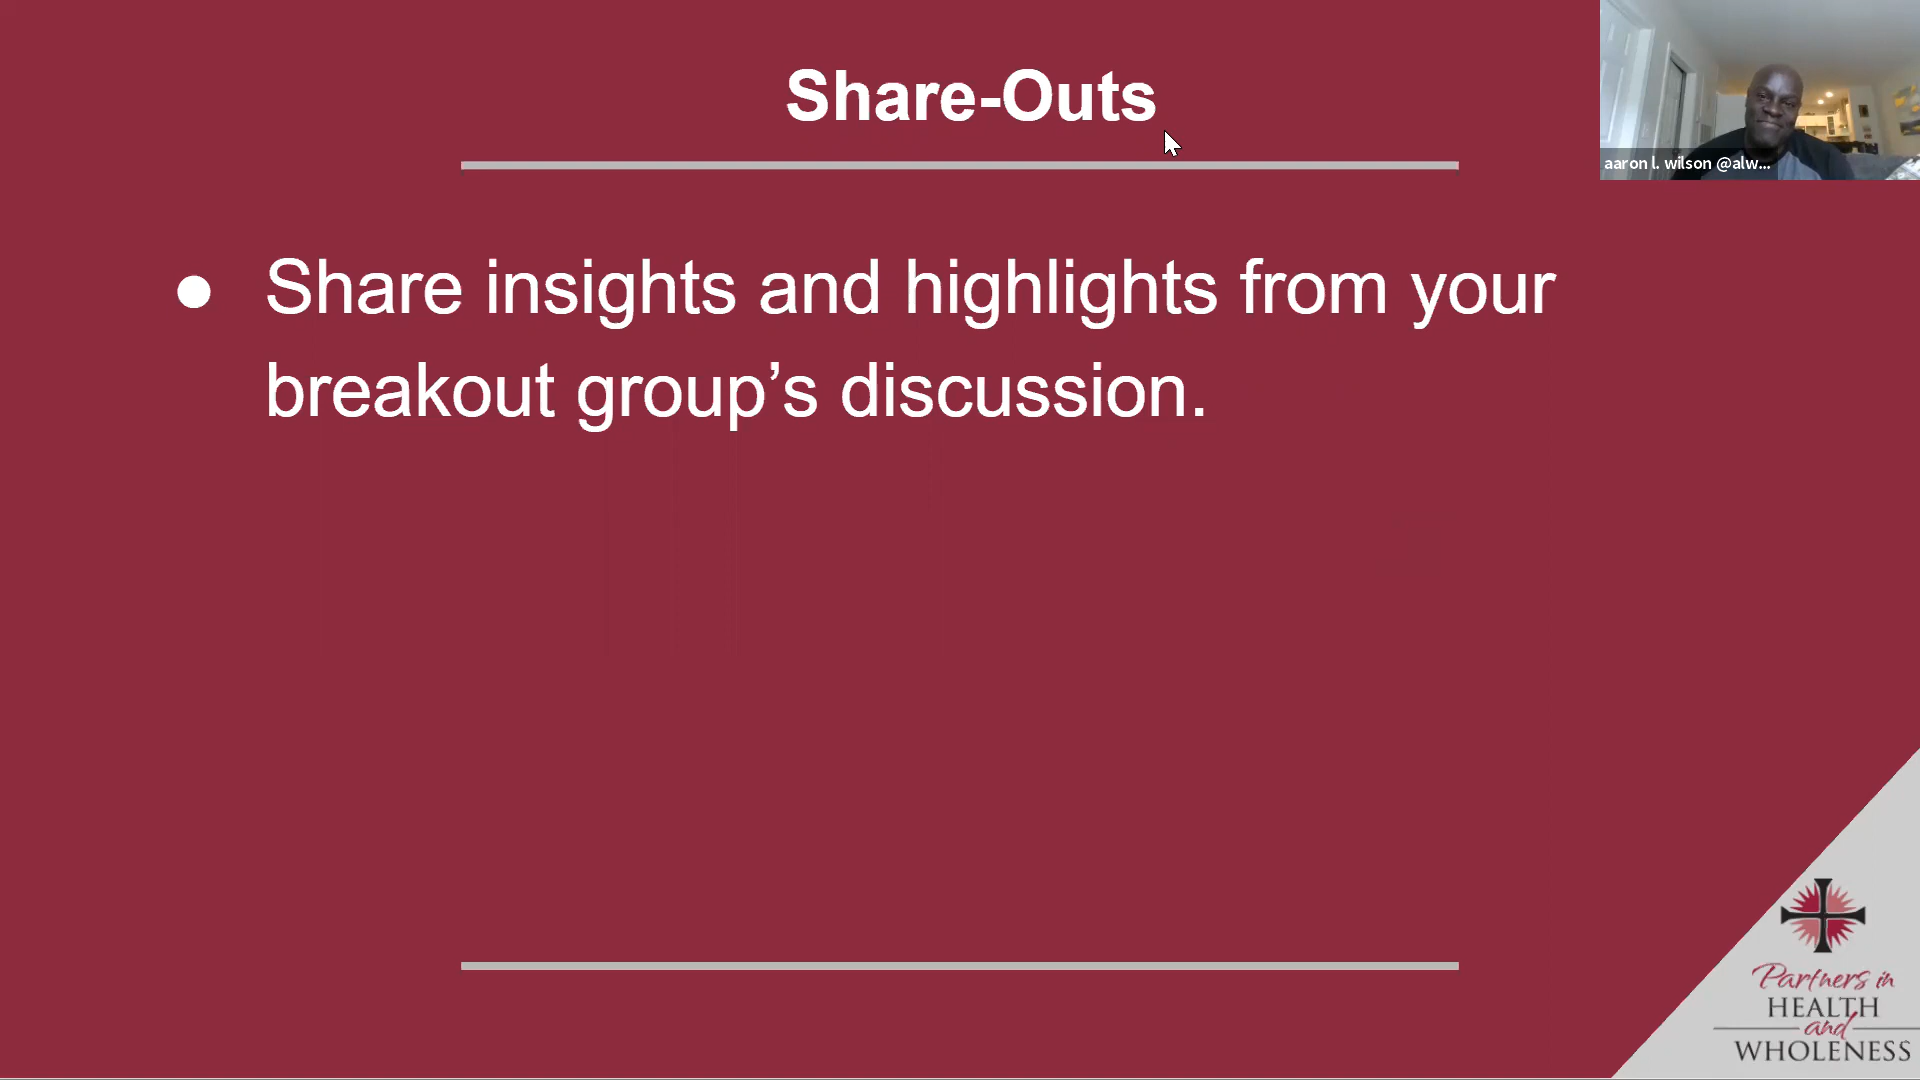 Share-Outs
aaron l. wilson @alw...
● Share insights and highlights from your
breakout group’s discussion.
Partners in
HEALTH
and
WHOLENESS